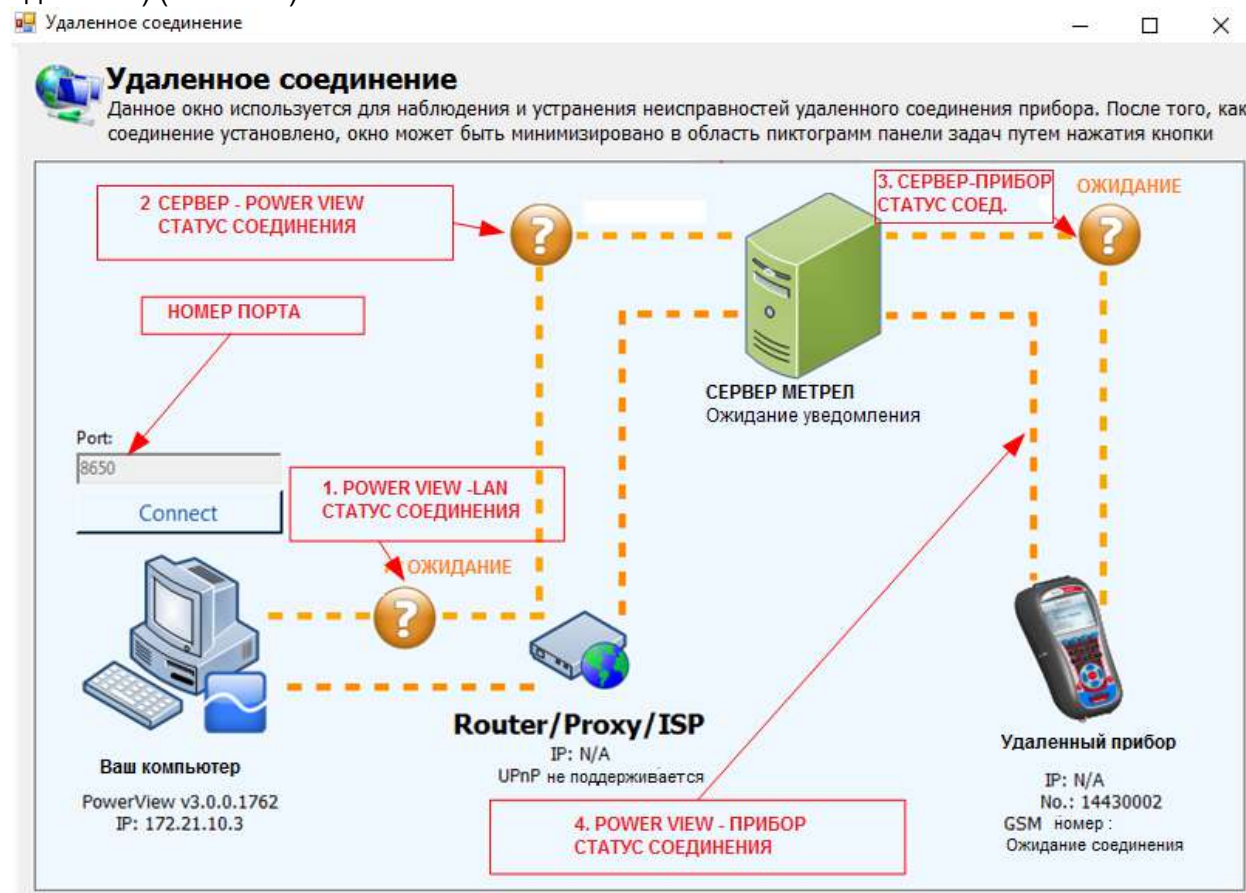 Удаленное соединение
Удаленное соединение
Данное окно используется для наблюдения и устранения неисправностей удаленного соединения прибора. После того, как
соединение установлено, окно может быть минимизировано в область пиктограмм панели задач путем нажатия кнопки
2 СЕРВЕР - POWER VIEW
СТАТУС СОЕДИНЕНИЯ
3. СЕРВЕР-ПРИБОР
СТАТУС СОЕД.
ОЖИДАНИЕ
НОМЕР ПОРТА
СЕРВЕР МЕТРЕЛ
Ожидание уведомления
Port:
8650
Connect
1. POWER VIEW -LAN
СТАТУС СОЕДИНЕНИЯ
ОЖИДАНИЕ
Router/Proxy/ISP
IP: N/A
UPnP не поддерживается
Ваш компьютер
PowerView v3.0.0.1762
IP: 172.21.10.3
4. POWER VIEW - ПРИБОР
СТАТУС СОЕДИНЕНИЯ
Удаленный прибор
IP: N/A
No.: 14430002
GSM номер :
Ожидание соединения